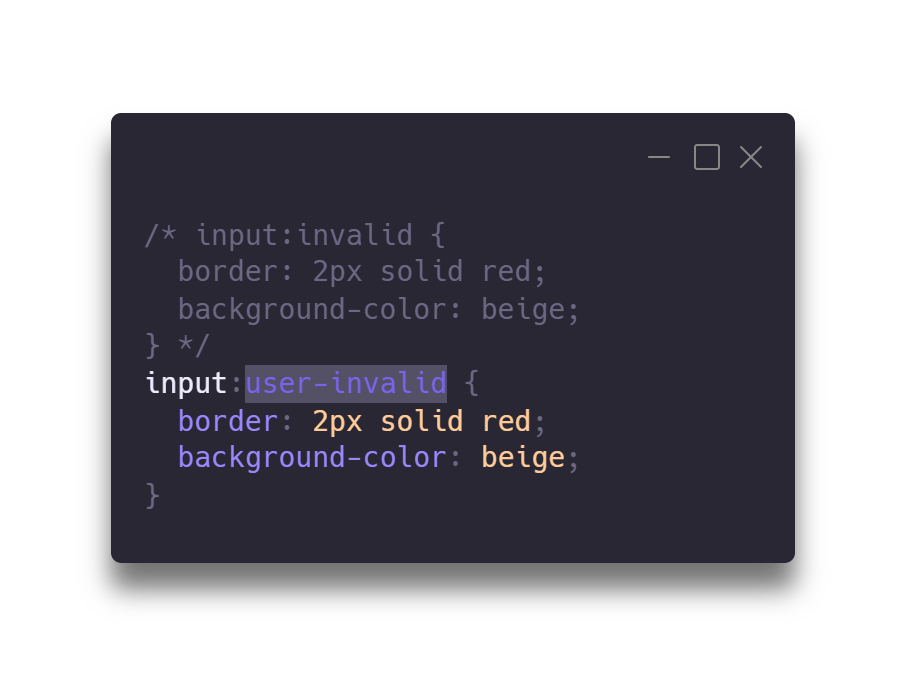 /* input:invalid {
  border: 2px solid red;
  background-color: beige;
} */
input:user-invalid {
  border: 2px solid red;
  background-color: beige;
}